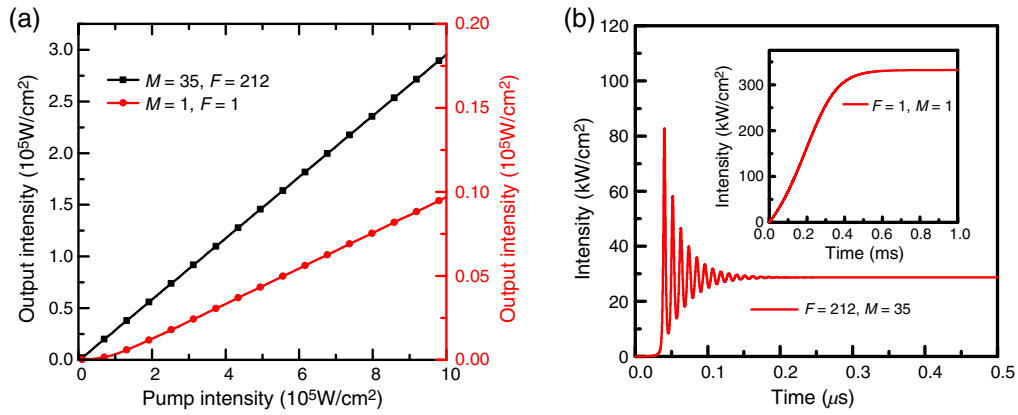 (a)
Output intensity (10⁵W/cm²)
3.0
2.5
2.0
1.5
1.0
0.5
0.0
M = 35, F = 212
M = 1, F = 1
0 2 4 6 8 10
Pump intensity (10⁵W/cm²)
0.20
0.15
0.10
0.05
0.00
Output intensity (10⁵W/cm²)
(b)
Intensity (kW/cm²)
120
100
80
60
40
20
0
F = 212, M = 35
0.0 0.1 0.2 0.3 0.4 0.5
Time (μs)
Intensity (kW/cm²)
300
150
0
F = 1, M = 1
0.0 0.2 0.4 0.6 0.8 1.0
Time (ms)